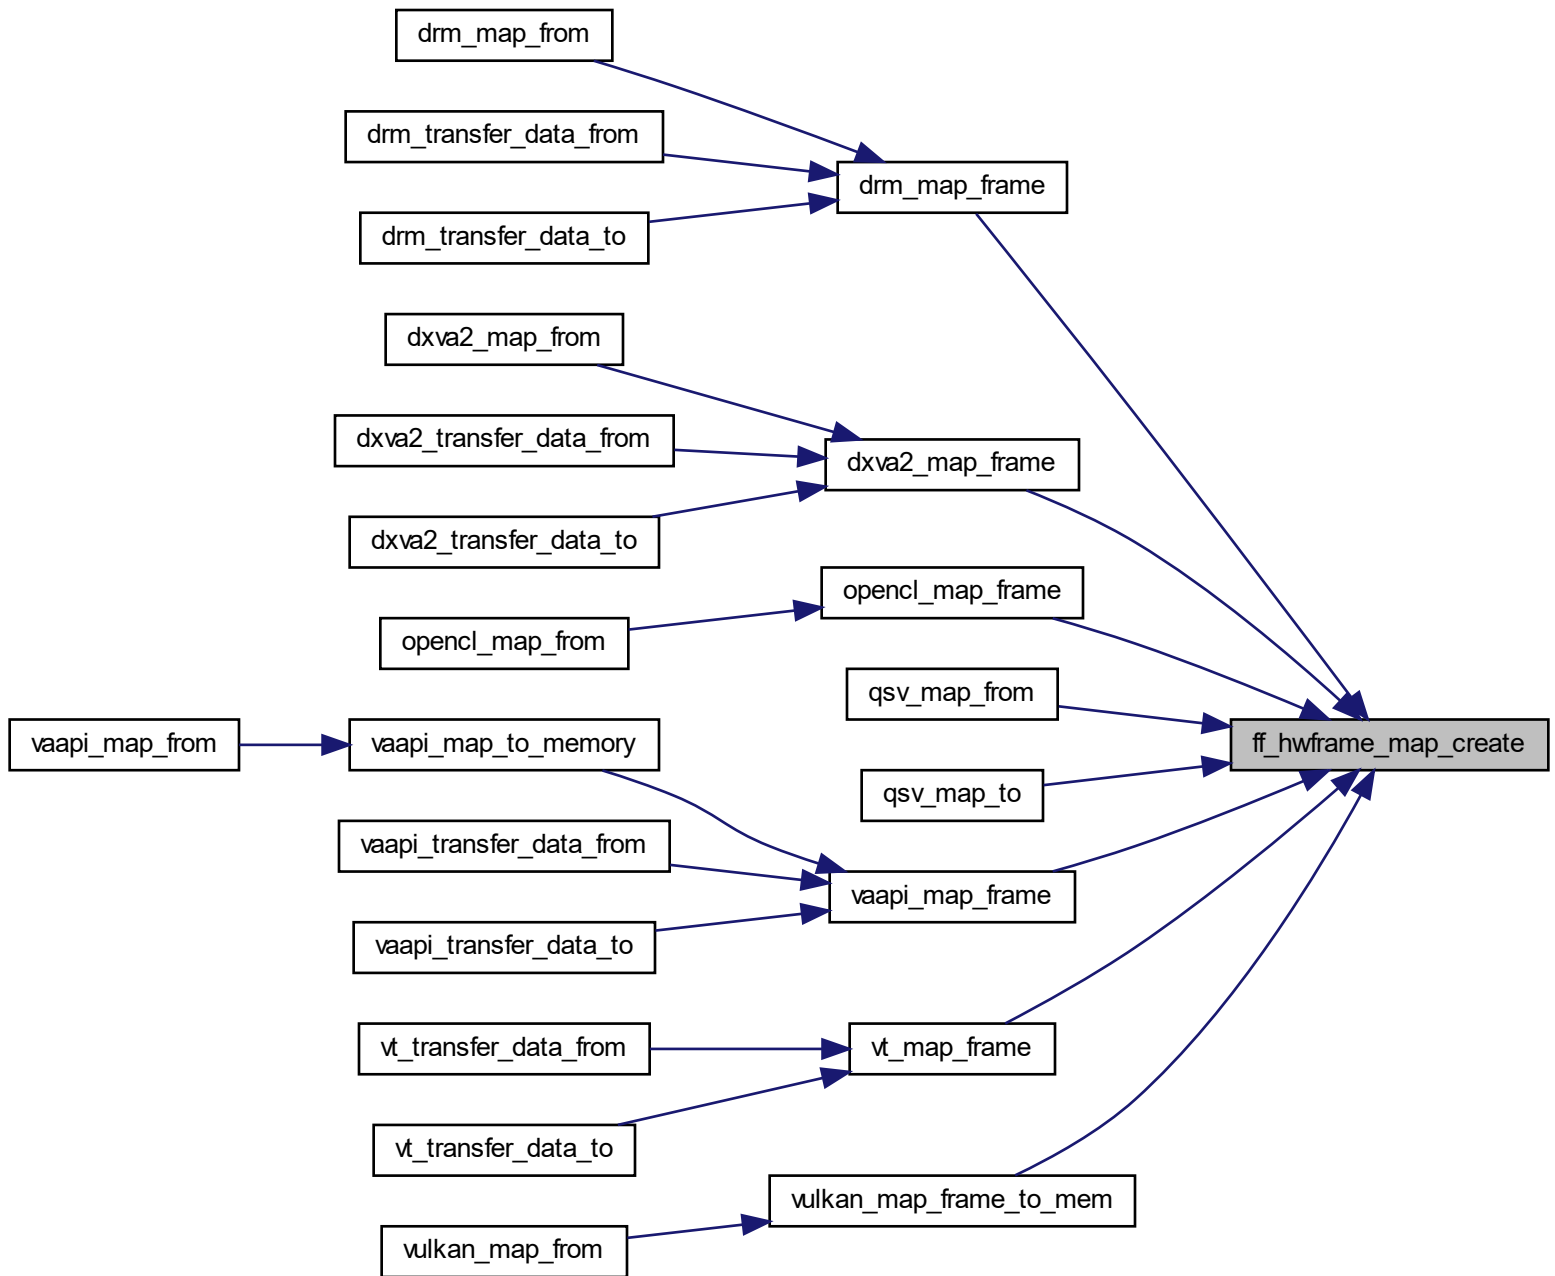 drm_map_from
drm_transfer_data_from
drm_map_frame
drm_transfer_data_to
dxva2_map_from
dxva2_transfer_data_from
dxva2_map_frame
dxva2_transfer_data_to
opencl_map_frame
opencl_map_from
qsv_map_from
vaapi_map_from
vaapi_map_to_memory
ff_hwframe_map_create
qsv_map_to
vaapi_transfer_data_from
vaapi_map_frame
vaapi_transfer_data_to
vt_transfer_data_from
vt_map_frame
vt_transfer_data_to
vulkan_map_frame_to_mem
vulkan_map_from